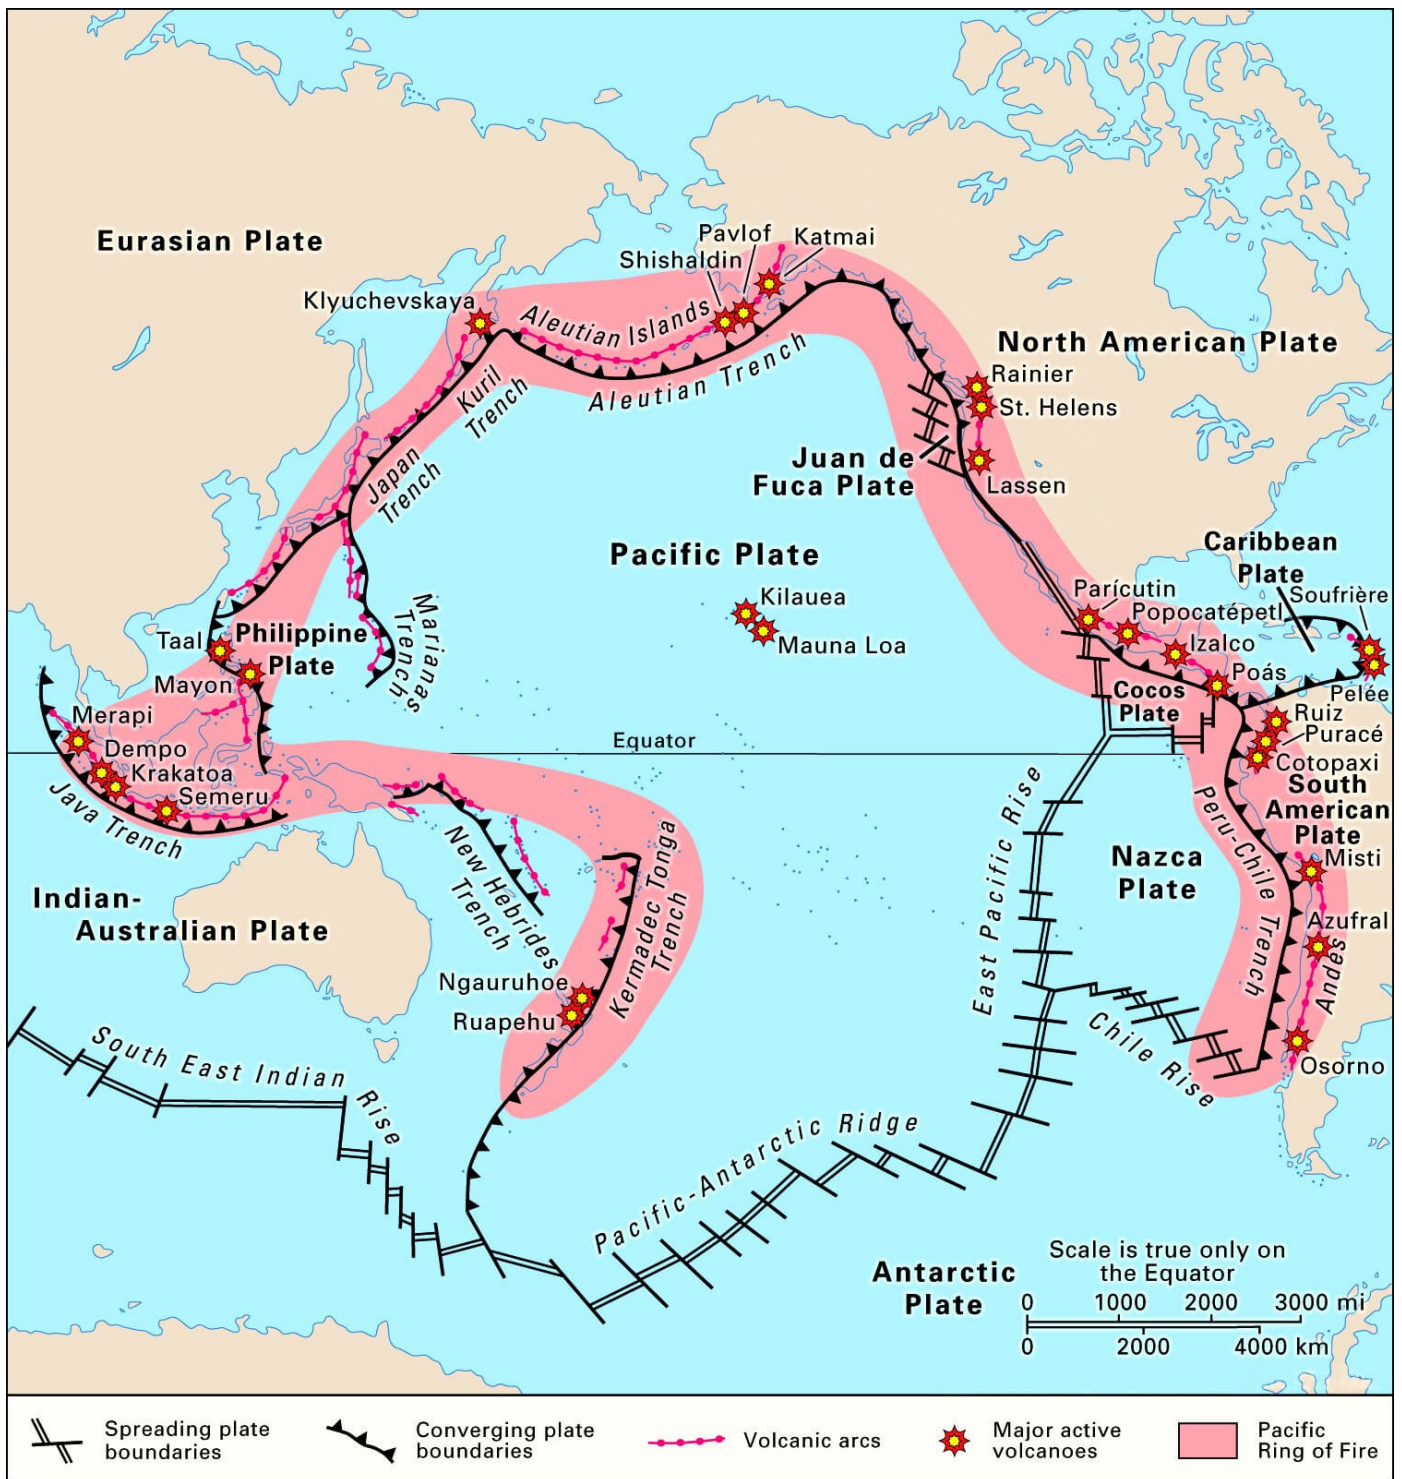 Eurasian Plate
Pavlof
Katmai
Shishaldin
Klyuchevskaya
Aleutian Islands
Aleutian Trench
Kuril
Trench
Japan
Trench
North American Plate
Rainier
St. Helens
Juan de
Fuca Plate
Lassen
Pacific Plate
Caribbean
Plate
Soufrière
Parícutin
Popocatépetl
Izalco
Poás
Pelée
Kilauea
Mauna Loa
Marianas
Trench
Taal
Philippine
Plate
Mayon
Cocos
Plate
Ruiz
Puracé
Cotopaxi
Merapi
Dempo
Krakatoa
Semeru
Java Trench
Equator
South
American
Plate
Misti
Peru-Chile Trench
Nazca
Plate
East Pacific Rise
New Hebrides
Trench
Kermadec Tonga
Trench
Indian-
Australian Plate
Azufral
Andes
Ngauruhoe
Ruapehu
Chile Rise
Osorno
South East Indian Rise
Pacific-Antarctic Ridge
Antarctic
Plate
Scale is true only on
the Equator
0 1000 2000 3000 mi
0 2000 4000 km
Spreading plate
boundaries
Converging plate
boundaries
Volcanic arcs
Major active
volcanoes
Pacific
Ring of Fire